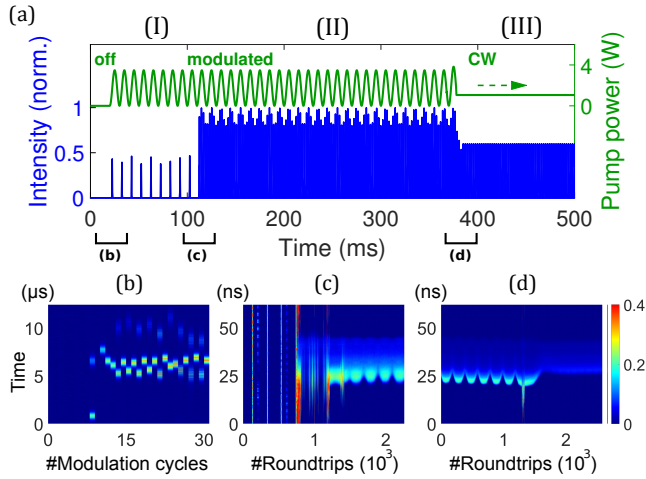 (a)
(I) (II) (III)
off modulated CW
Intensity (norm.)
1
0.5
0
Pump power (W)
4
0
0 100 200 300 400 500
Time (ms)
(b) (c) (d)
(µs) (b) (ns) (c) (ns) (d)
Time
10
5
0
0 15 30
#Modulation cycles
50
25
0
0 1 2
#Roundtrips (10³)
50
25
0
0 1 2
#Roundtrips (10³)
0.4
0.2
0